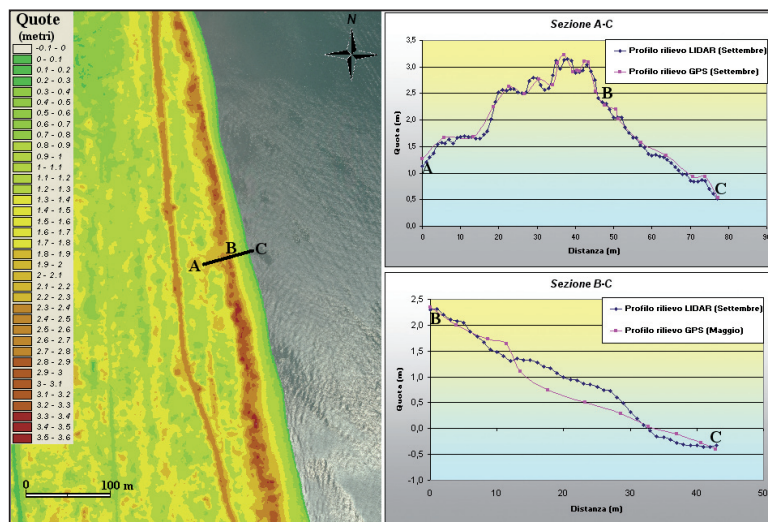 Quote
(metri)
-0.1 - 0
0 - 0.1
0.1 - 0.2
0.2 - 0.3
0.3 - 0.4
0.4 - 0.5
0.5 - 0.6
0.6 - 0.7
0.7 - 0.8
0.8 - 0.9
0.9 - 1
1 - 1.1
1.1 - 1.2
1.2 - 1.3
1.3 - 1.4
1.4 - 1.5
1.5 - 1.6
1.6 - 1.7
1.7 - 1.8
1.8 - 1.9
1.9 - 2
2 - 2.1
2.1 - 2.2
2.2 - 2.3
2.3 - 2.4
2.4 - 2.5
2.5 - 2.6
2.6 - 2.7
2.7 - 2.8
2.8 - 2.9
2.9 - 3
3 - 3.1
3.1 - 3.2
3.2 - 3.3
3.3 - 3.4
3.4 - 3.5
3.5 - 3.6
N
A B C
0 100 m
Sezione A-C
Profilo rilievo LIDAR (Settembre)
Profilo rilievo GPS (Settembre)
Quota (m)
3,5
3,0
2,5
2,0
1,5
1,0
0,5
0,0
A
B
C
0 10 20 30 40 50 60 70 80 90
Distanza [m]
Sezione B-C
Profilo rilievo LIDAR (Settembre)
Profilo rilievo GPS (Maggio)
Quota (m)
2,5
2,0
1,5
1,0
0,5
0,0
-0,5
-1,0
B
C
0 10 20 30 40 50
Distanza [m]